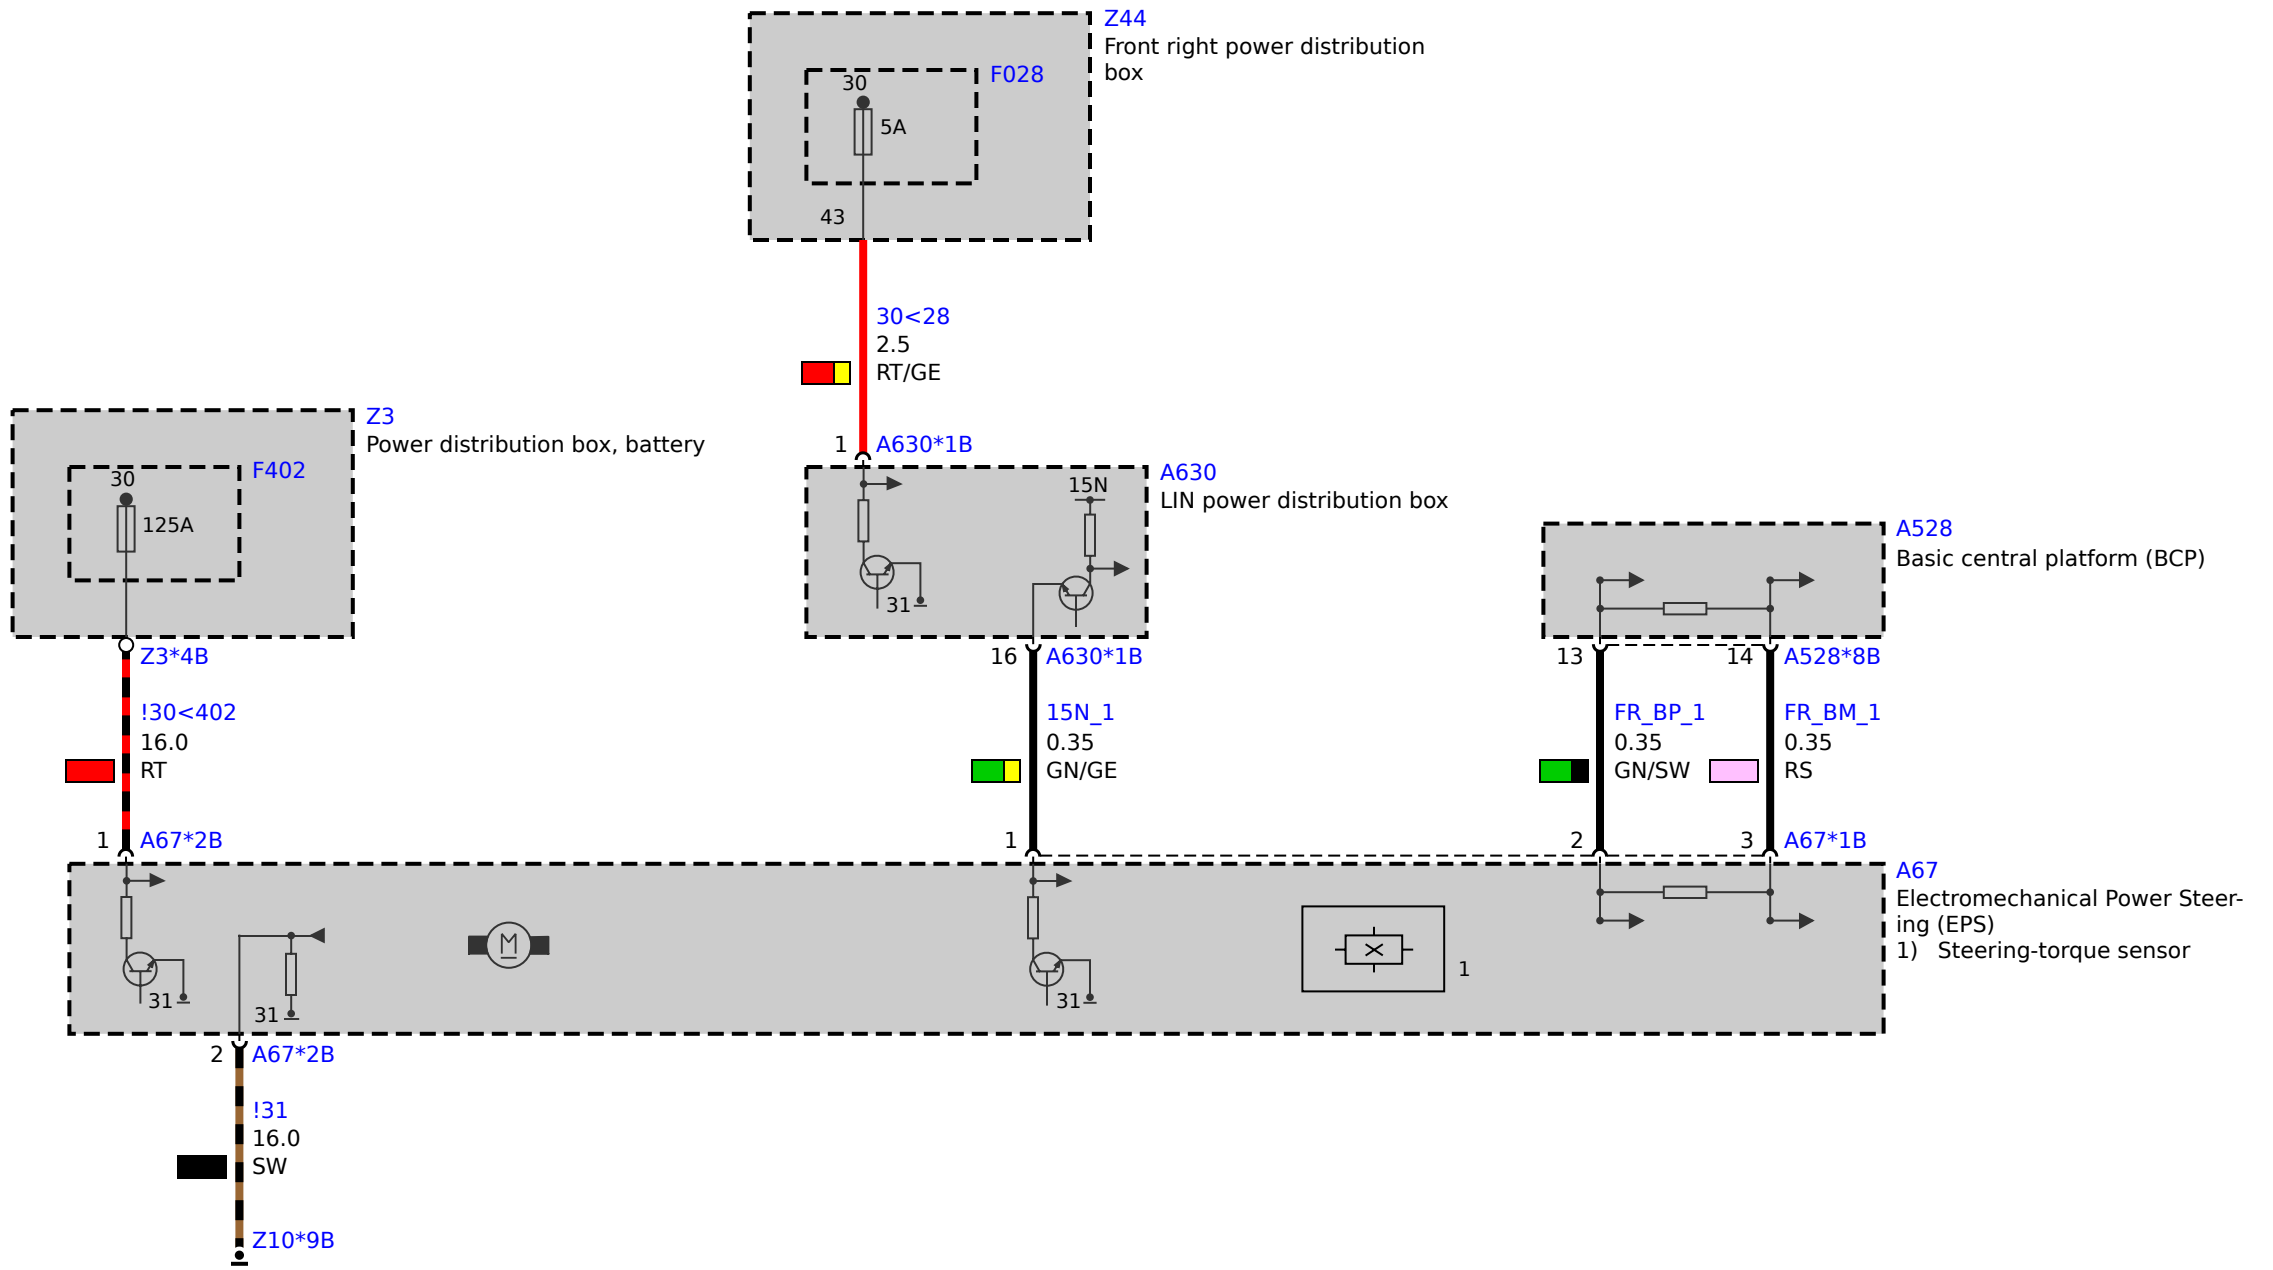 Z44
Front right power distribution
box
F028
30
5A
43
30<28
2.5
RT/GE
1 A630*1B
Z3
Power distribution box, battery
F402
30
125A
A630
LIN power distribution box
15N
31
A528
Basic central platform (BCP)
Z3*4B
16 A630*1B
13 14 A528*8B
!30<402
16.0
RT
15N_1
0.35
GN/GE
FR_BP_1
0.35
GN/SW
FR_BM_1
0.35
RS
1 A67*2B
1
2
3 A67*1B
A67
Electromechanical Power Steer-
ing (EPS)
1) Steering-torque sensor
M
1
31
31
31
2 A67*2B
!31
16.0
SW
Z10*9B